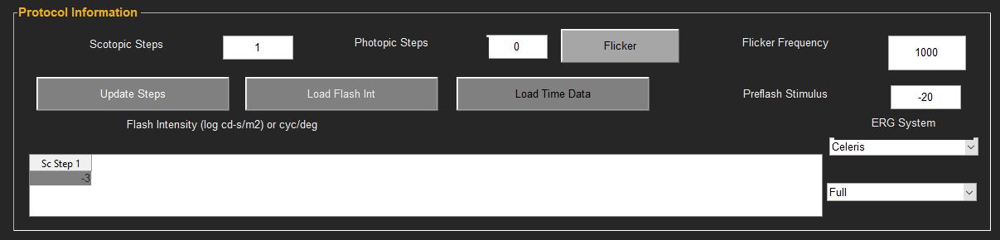 Protocol Information
Scotopic Steps 1 Photopic Steps 0 Flicker Flicker Frequency 1000
Update Steps Load Flash Int Load Time Data Preflash Stimulus -20
Flash Intensity (log cd-s/m2) or cyc/deg ERG System
Celeris
Sc Step 1
-3
Full